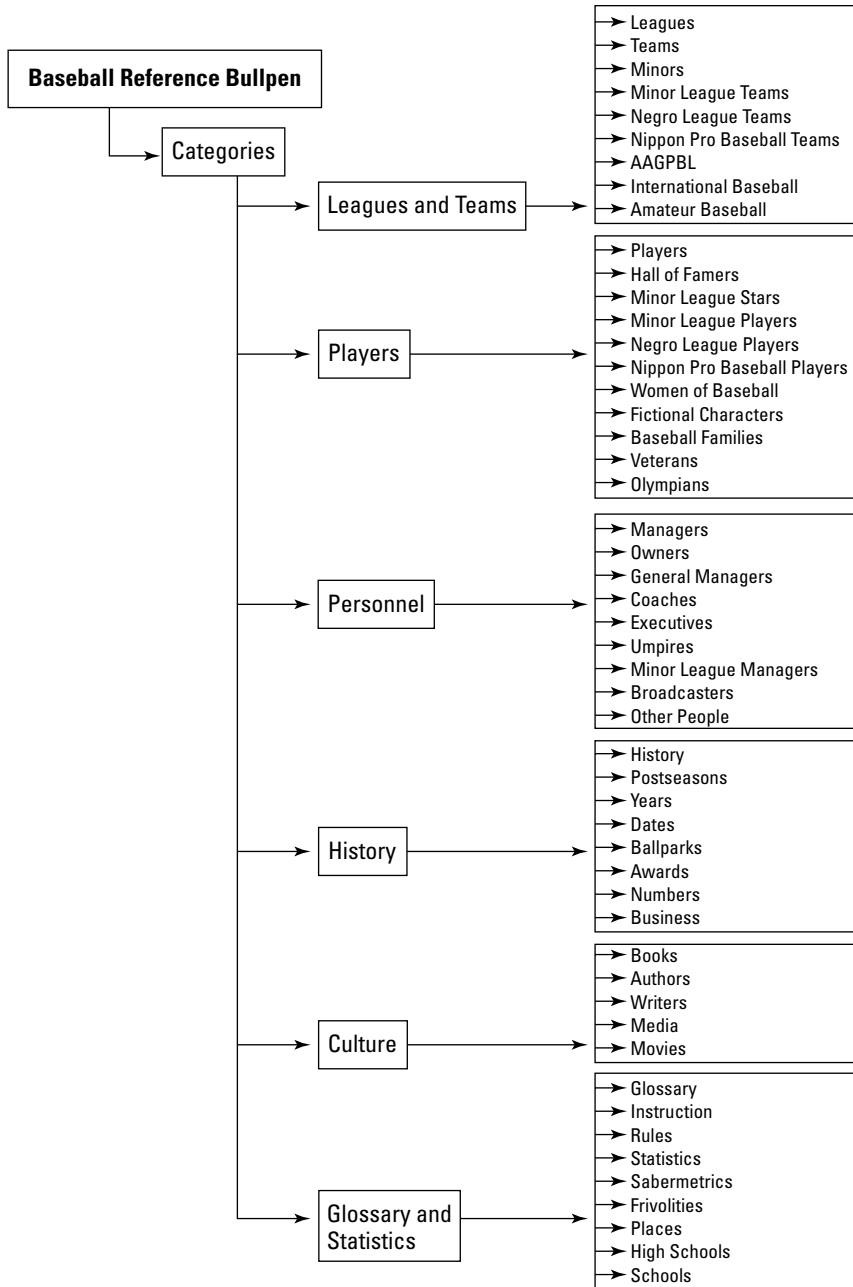 Baseball Reference Bullpen
Categories
Leagues and Teams
Leagues
Teams
Minors
Minor League Teams
Negro League Teams
Nippon Pro Baseball Teams
AAGPBL
International Baseball
Amateur Baseball
Players
Players
Hall of Famers
Minor League Stars
Minor League Players
Negro League Players
Nippon Pro Baseball Players
Women of Baseball
Fictional Characters
Baseball Families
Veterans
Olympians
Personnel
Managers
Owners
General Managers
Coaches
Executives
Umpires
Minor League Managers
Broadcasters
Other People
History
History
Postseasons
Years
Dates
Ballparks
Awards
Numbers
Business
Culture
Books
Authors
Writers
Media
Movies
Glossary and
Statistics
Glossary
Instruction
Rules
Statistics
Sabermetrics
Frivolities
Places
High Schools
Schools